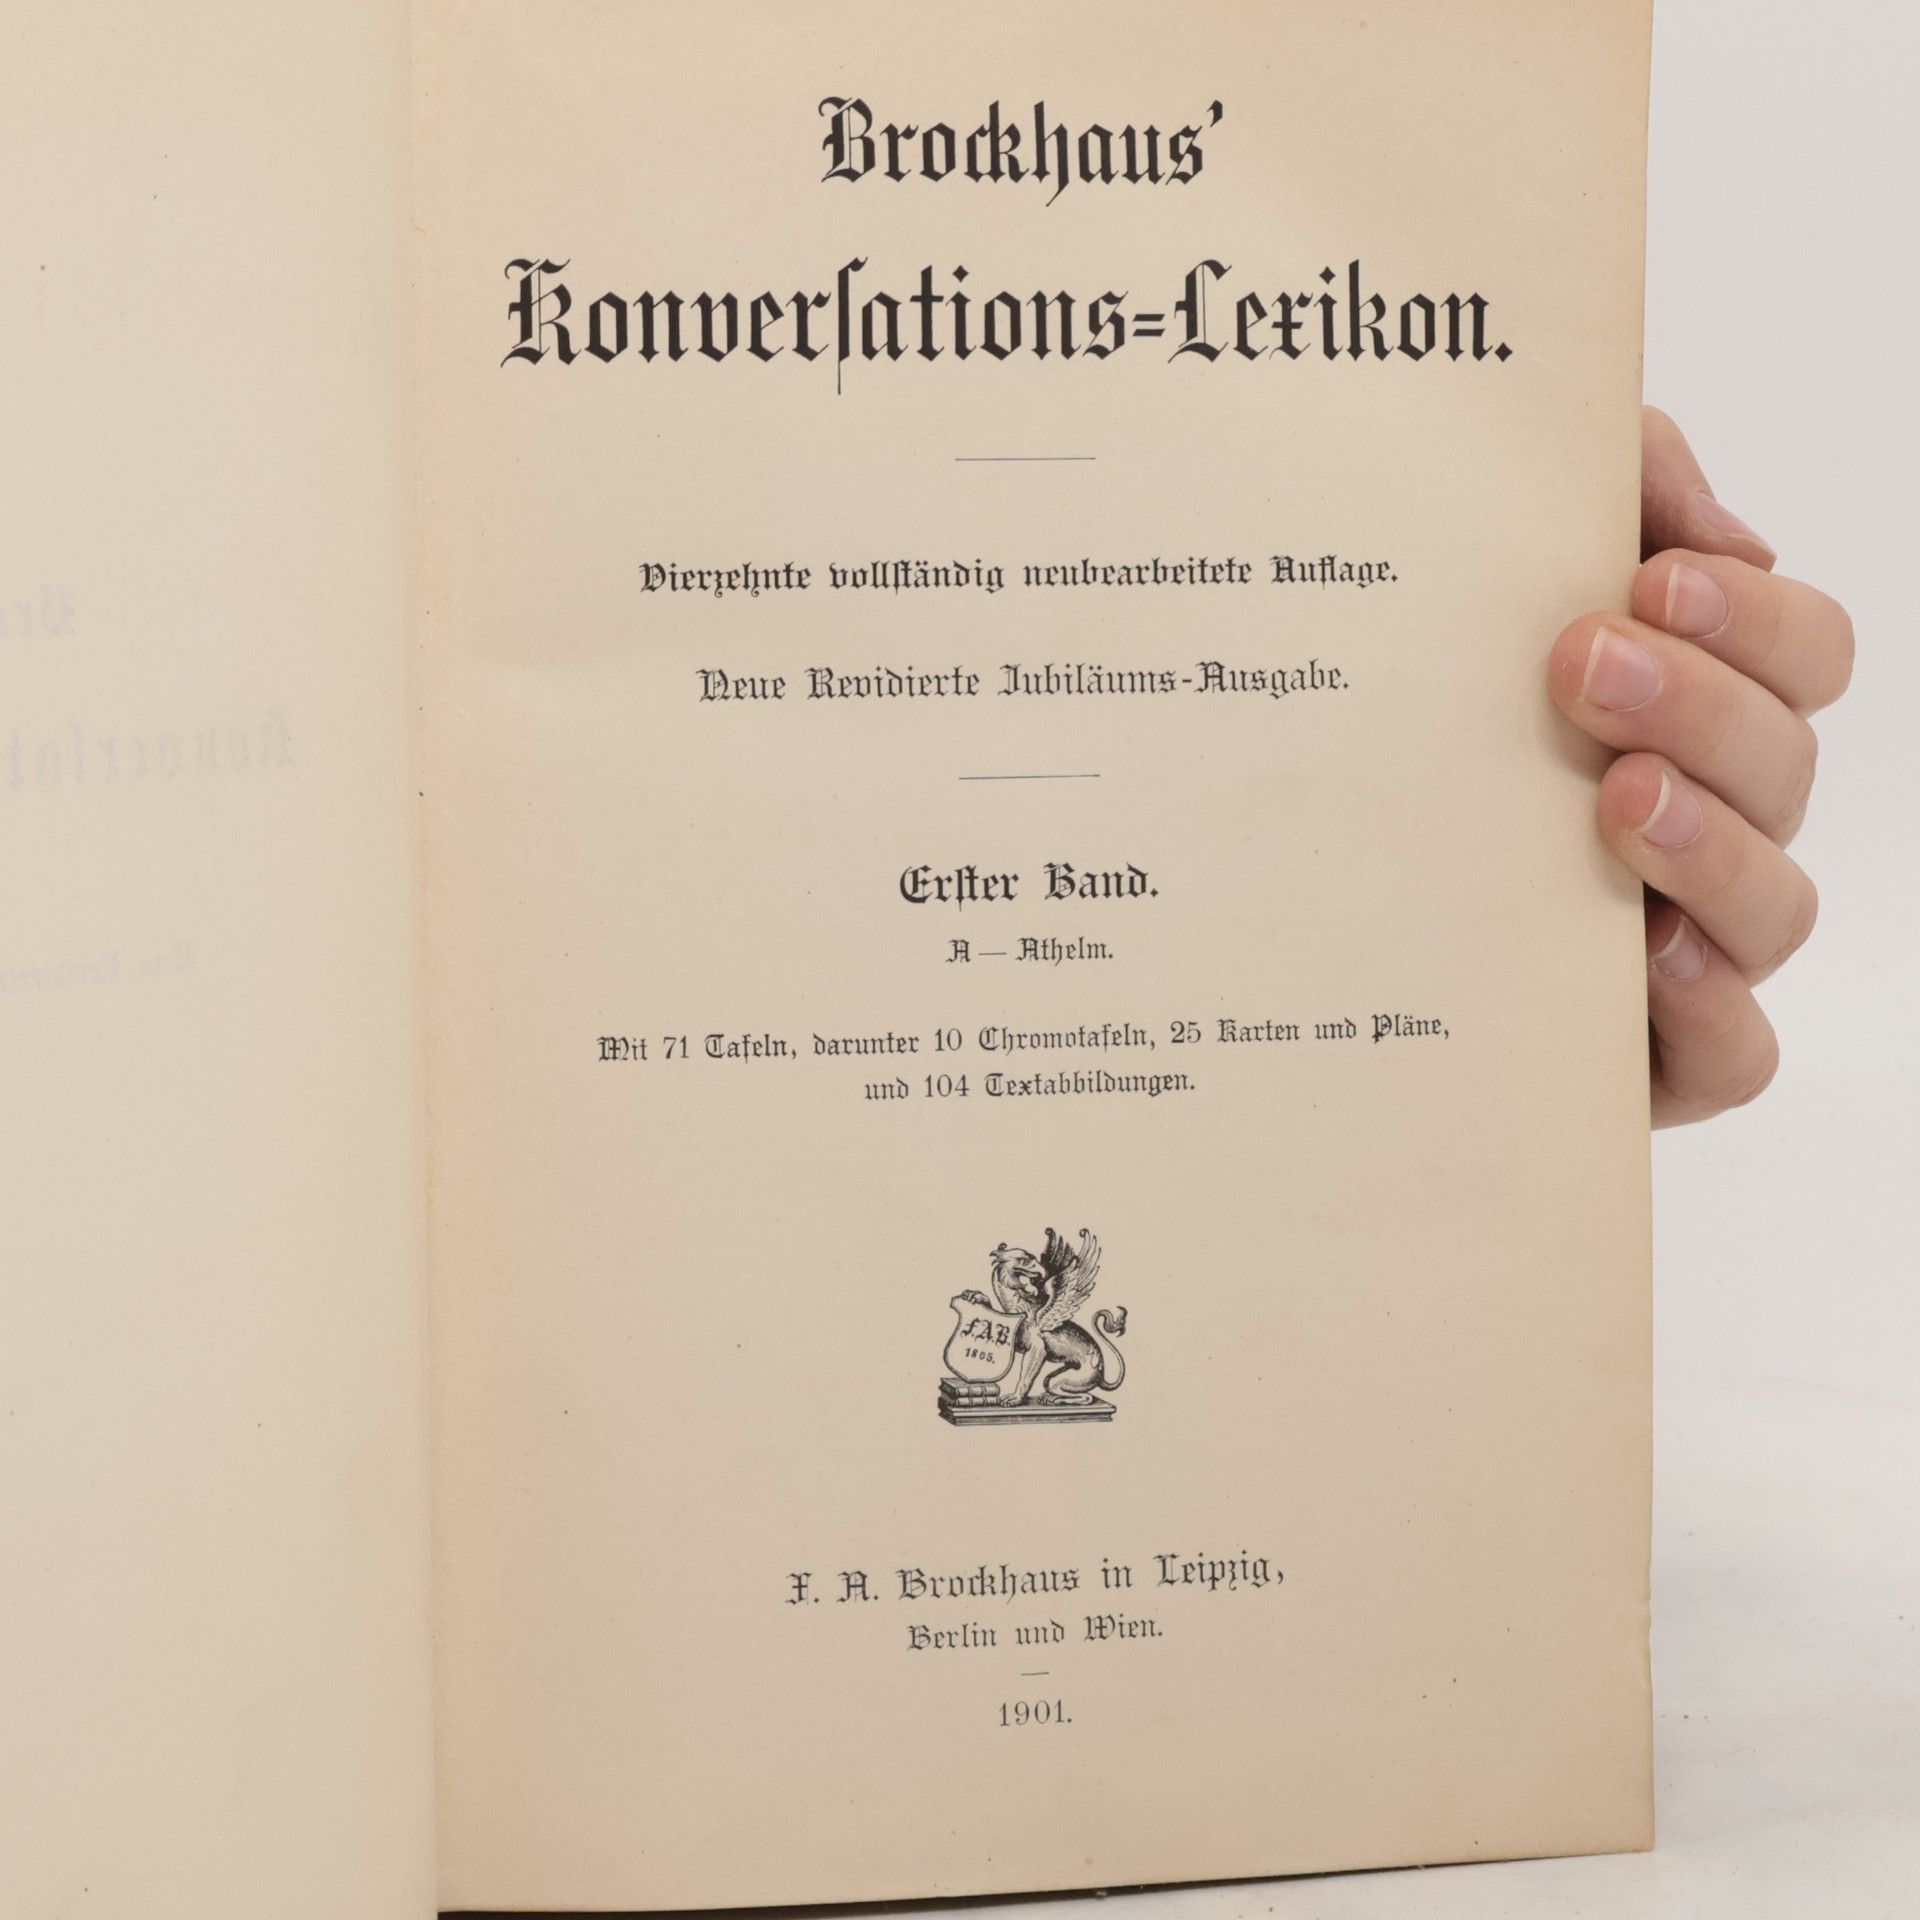 Brockhaus'
Konverſations=Lexikon.
Vierzehnte vollſtändig neubearbeitete Auflage.
Neue Revidierte Jubiläums-Ausgabe.
Erſter Band.
A — Athelm.
Mit 71 Tafeln, darunter 10 Chromotafeln, 25 Karten und Pläne,
und 104 Textabbildungen.
F.A.B.
1805.
F. A. Brockhaus in Leipzig,
Berlin und Wien.
1901.